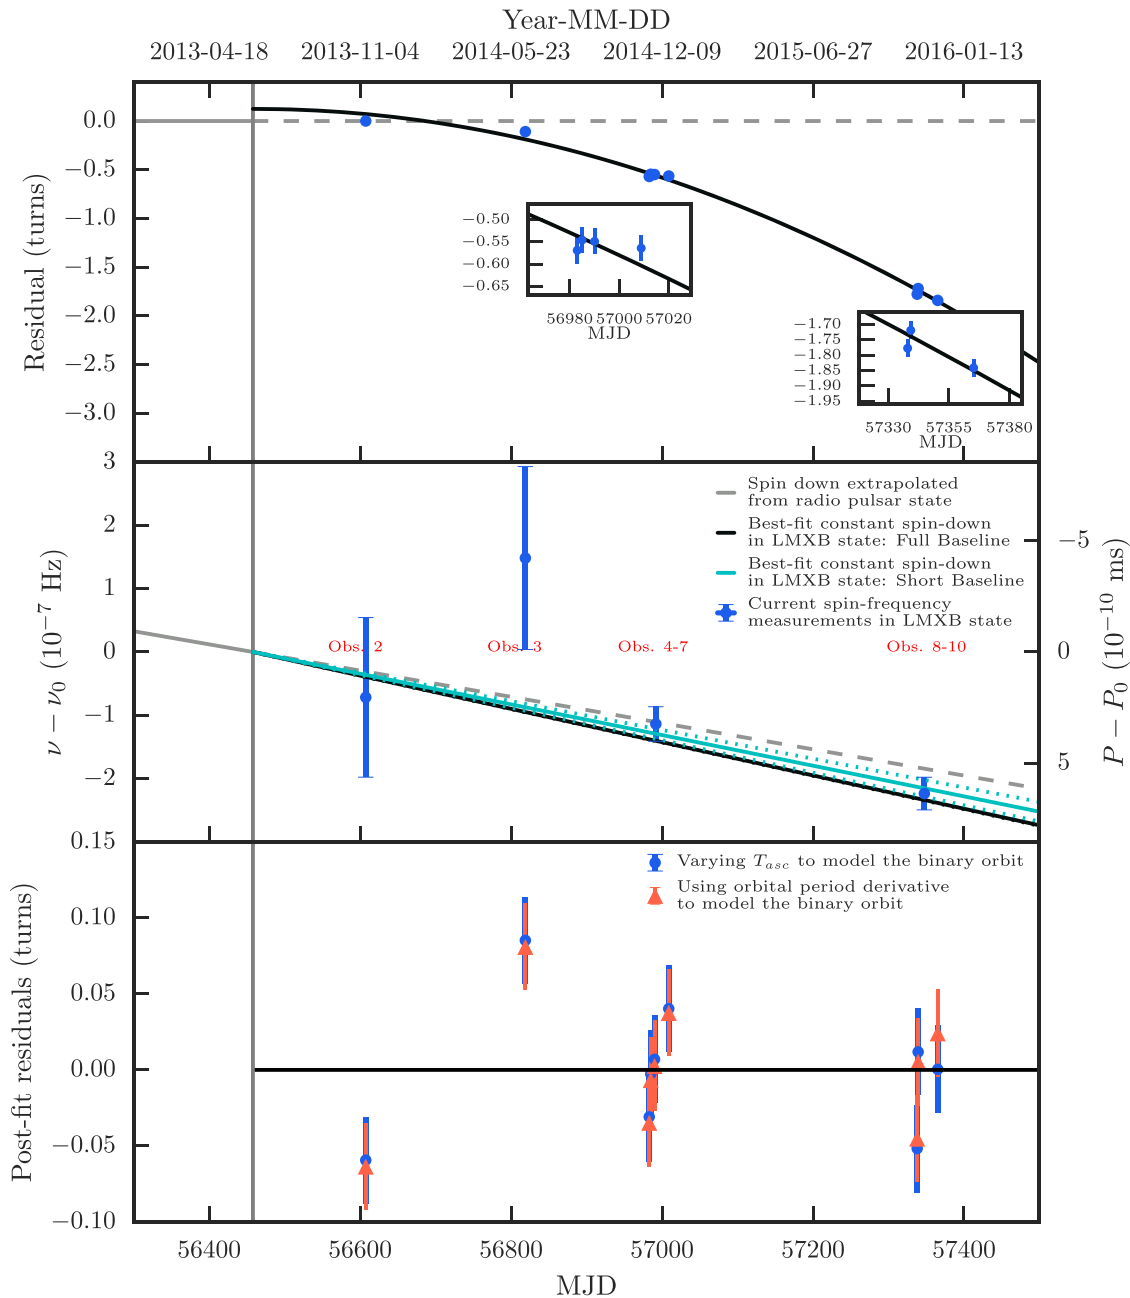 Year-MM-DD
2013-04-18 2013-11-04 2014-05-23 2014-12-09 2015-06-27 2016-01-13
Residual (turns)
0.0
−0.5
−1.0
−1.5
−2.0
−2.5
−3.0
−0.50
−0.55
−0.60
−0.65
56980 57000 57020
MJD
−1.70
−1.75
−1.80
−1.85
−1.90
−1.95
57330 57355 57380
MJD
ν − ν0 (10−7 Hz)
3
2
1
0
−1
−2
Spin down extrapolated
from radio pulsar state
Best-fit constant spin-down
in LMXB state: Full Baseline
Best-fit constant spin-down
in LMXB state: Short Baseline
Current spin-frequency
measurements in LMXB state
Obs. 2 Obs. 3 Obs. 4-7 Obs. 8-10
−5
0
5
P − P0 (10−10 ms)
Post-fit residuals (turns)
0.15
0.10
0.05
0.00
−0.05
−0.10
Varying Tasc to model the binary orbit
Using orbital period derivative
to model the binary orbit
56400 56600 56800 57000 57200 57400
MJD